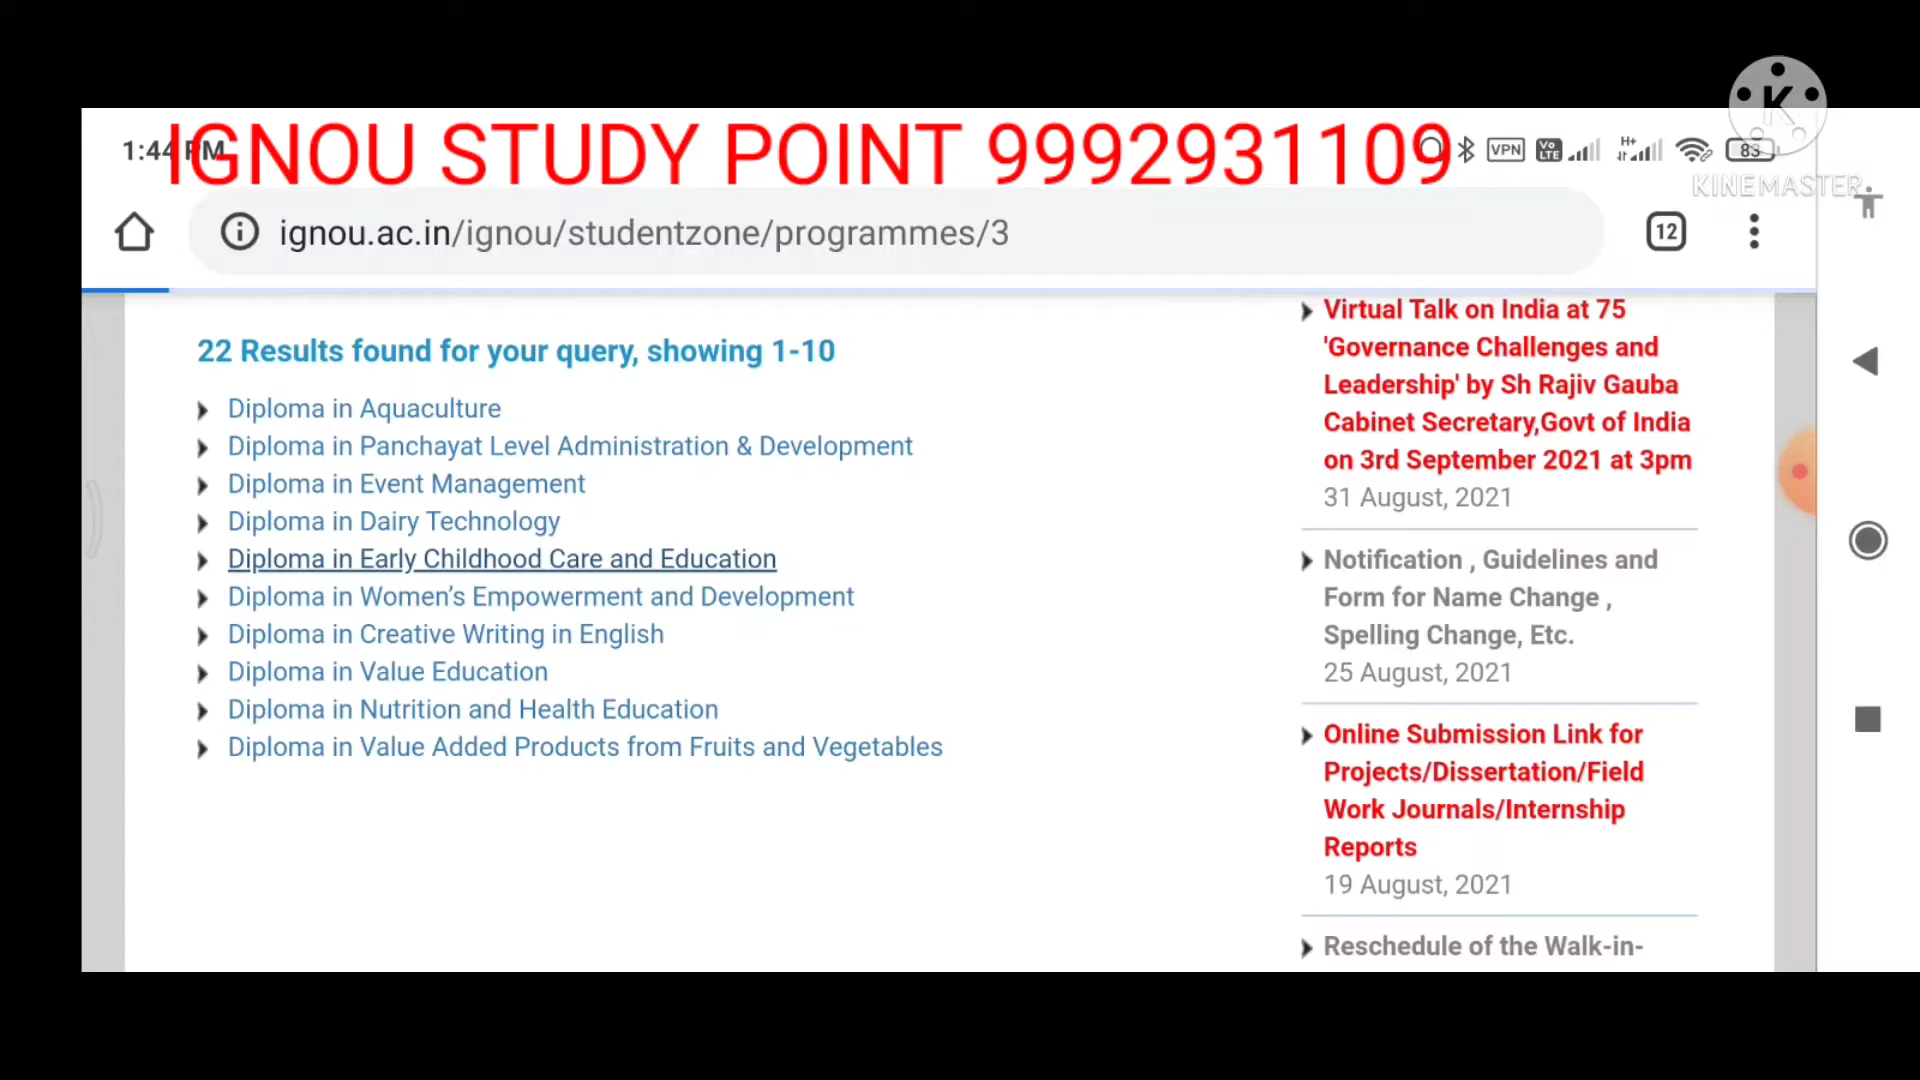 IGNOU STUDY POINT 9992931109
1:44 PM
VPN
Vo LTE
H+
83
K
KINEMASTER
ignou.ac.in/ignou/studentzone/programmes/3
12
22 Results found for your query, showing 1-10
Diploma in Aquaculture
Diploma in Panchayat Level Administration & Development
Diploma in Event Management
Diploma in Dairy Technology
Diploma in Early Childhood Care and Education
Diploma in Women’s Empowerment and Development
Diploma in Creative Writing in English
Diploma in Value Education
Diploma in Nutrition and Health Education
Diploma in Value Added Products from Fruits and Vegetables
Virtual Talk on India at 75
'Governance Challenges and
Leadership' by Sh Rajiv Gauba
Cabinet Secretary,Govt of India
on 3rd September 2021 at 3pm
31 August, 2021
Notification , Guidelines and
Form for Name Change ,
Spelling Change, Etc.
25 August, 2021
Online Submission Link for
Projects/Dissertation/Field
Work Journals/Internship
Reports
19 August, 2021
Reschedule of the Walk-in-